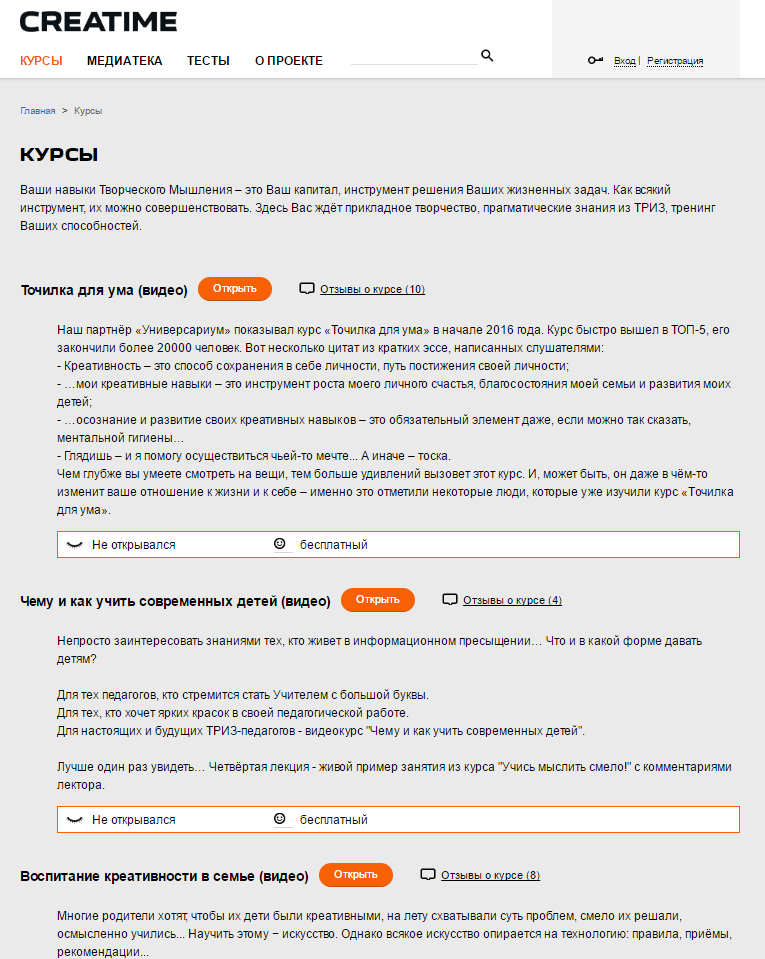 CREATIME
КУРСЫ МЕДИАТЕКА ТЕСТЫ О ПРОЕКТЕ Вход | Регистрация
Главная > Курсы
КУРСЫ
Ваши навыки Творческого Мышления – это Ваш капитал, инструмент решения Ваших жизненных задач. Как всякий
инструмент, их можно совершенствовать. Здесь Вас ждёт прикладное творчество, прагматические знания из ТРИЗ, тренинг
Ваших способностей.
Точилка для ума (видео) Открыть Отзывы о курсе (10)
Наш партнёр «Универсариум» показывал курс «Точилка для ума» в начале 2016 года. Курс быстро вышел в ТОП-5, его
закончили более 20000 человек. Вот несколько цитат из кратких эссе, написанных слушателями:
- Креативность – это способ сохранения в себе личности, путь постижения своей личности;
- …мои креативные навыки – это инструмент роста моего личного счастья, благосостояния моей семьи и развития моих
детей;
- …осознание и развитие своих креативных навыков – это обязательный элемент даже, если можно так сказать,
ментальной гигиены…
- Глядишь – и я помогу осуществиться чьей-то мечте... А иначе – тоска.
Чем глубже вы умеете смотреть на вещи, тем больше удивлений вызовет этот курс. И, может быть, он даже в чём-то
изменит ваше отношение к жизни и к себе – именно это отметили некоторые люди, которые уже изучили курс «Точилка
для ума».
Не открывался бесплатный
Чему и как учить современных детей (видео) Открыть Отзывы о курсе (4)
Непросто заинтересовать знаниями тех, кто живет в информационном пресыщении… Что и в какой форме давать
детям?
Для тех педагогов, кто стремится стать Учителем с большой буквы.
Для тех, кто хочет ярких красок в своей педагогической работе.
Для настоящих и будущих ТРИЗ-педагогов - видеокурс "Чему и как учить современных детей".
Лучше один раз увидеть… Четвёртая лекция - живой пример занятия из курса "Учись мыслить смело!" с комментариями
лектора.
Не открывался бесплатный
Воспитание креативности в семье (видео) Открыть Отзывы о курсе (8)
Многие родители хотят, чтобы их дети были креативными, на лету схватывали суть проблем, смело их решали,
осмысленно учились... Научить этому − искусство. Однако всякое искусство опирается на технологию: правила, приёмы,
рекомендации...